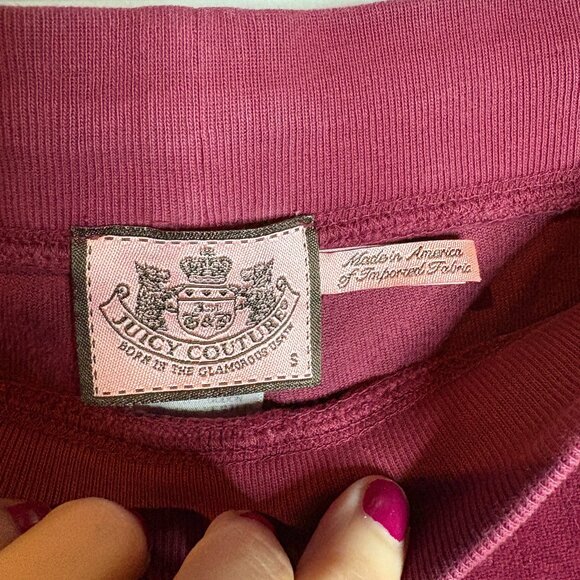 G&P
JUICY COUTURE
BORN IN THE GLAMOROUS USA
S
Made in America
of Imported Fabric